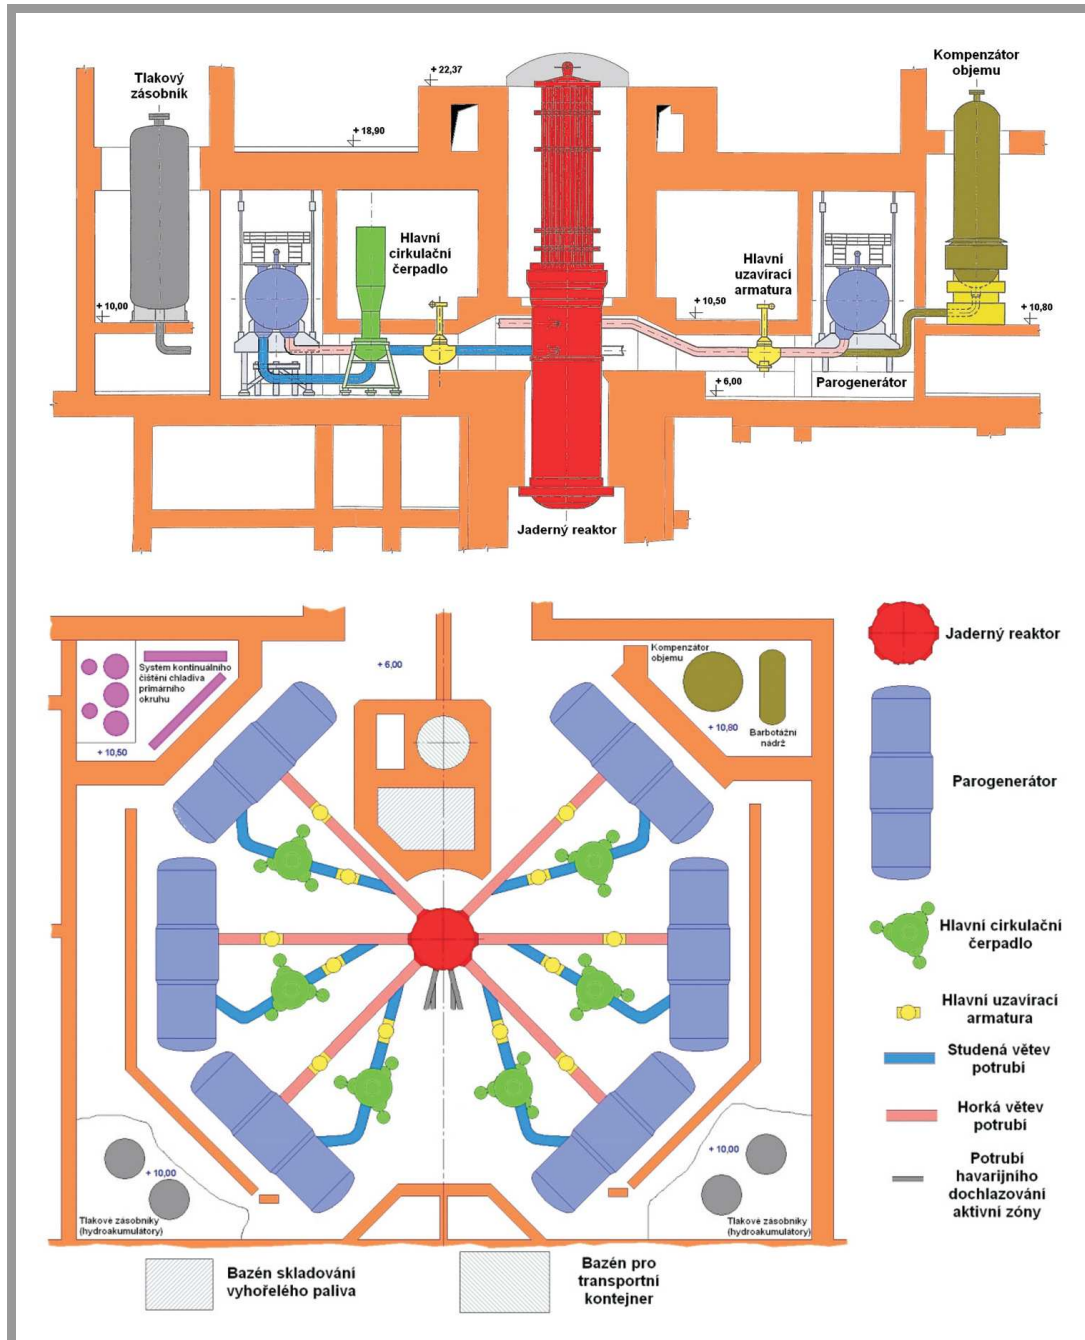 Tlakový
zásobník
+ 22,37
Kompenzátor
objemu
+ 18,90
Hlavní
cirkulační
čerpadlo
Hlavní
uzavírací
armatura
+ 10,00
+ 10,50
+ 10,80
+ 6,00
Parogenerátor
Jaderný reaktor
Systém kontinuálního
čištění chladiva
primárního
okruhu
+ 10,50
+ 6,00
Kompenzátor
objemu
+ 10,80
Barbotážní
nádrž
Jaderný reaktor
Parogenerátor
Hlavní cirkulační
čerpadlo
Hlavní uzavírací
armatura
Studená větev
potrubí
Horká větev
potrubí
Potrubí
havarijního
dochlazování
aktivní zóny
+ 10,00
Tlakové zásobníky
(hydroakumulátory)
+ 10,00
Tlakové zásobníky
(hydroakumulátory)
Bazén skladování
vyhořelého paliva
Bazén pro
transportní
kontejner